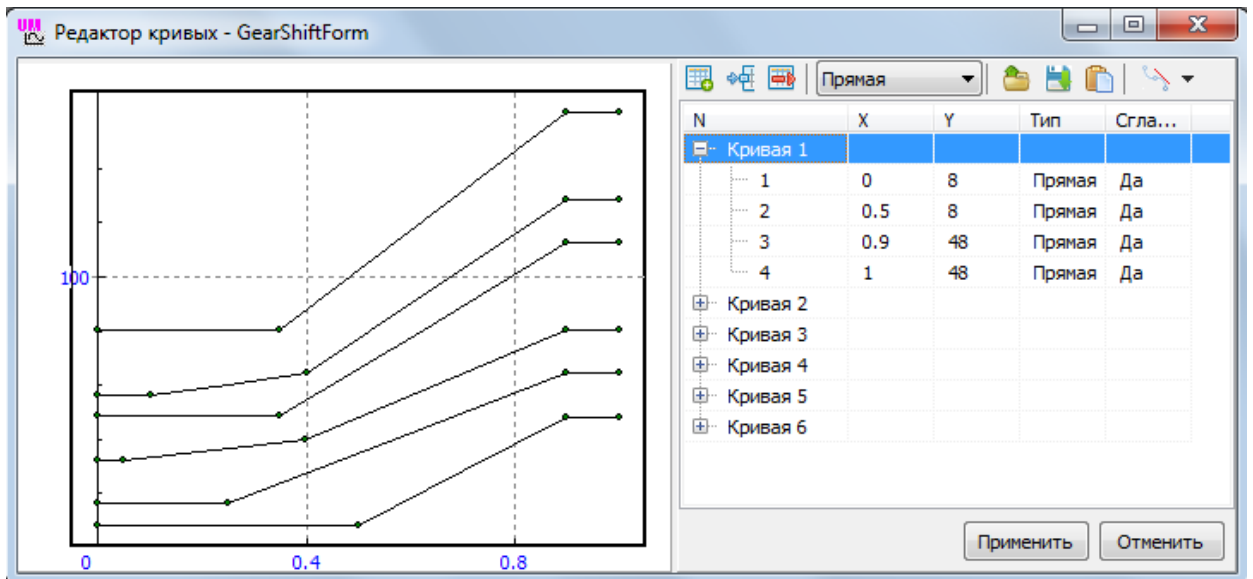 UM Редактор кривых - GearShiftForm
Прямая
N X Y Тип Сгла...
Кривая 1
1 0 8 Прямая Да
2 0.5 8 Прямая Да
3 0.9 48 Прямая Да
4 1 48 Прямая Да
Кривая 2
Кривая 3
Кривая 4
Кривая 5
Кривая 6
100
0 0.4 0.8
Применить Отменить